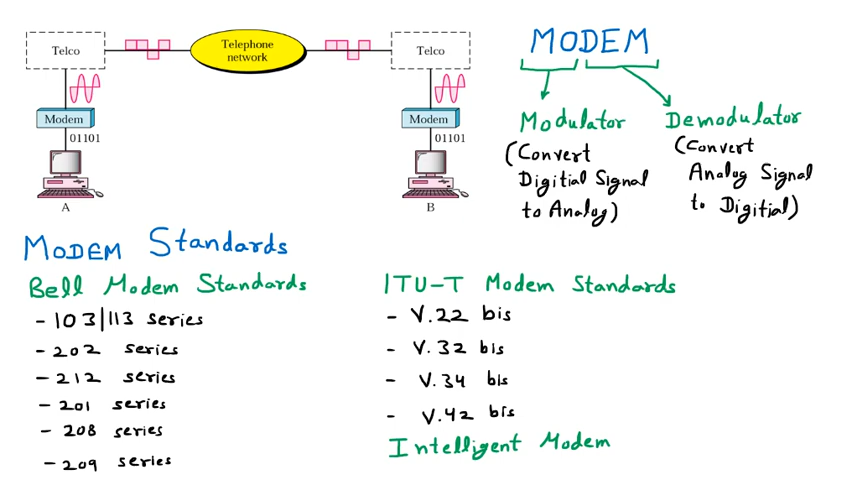 Telco
Telephone
network
Telco
Modem
01101
A
Modem
01101
B
MODEM
Modulator
(Convert
Digitial Signal
to Analog)
Demodulator
(Convert
Analog Signal
to Digitial)
MODEM Standards
Bell Modem Standards
- 103|113 series
- 202 series
- 212 series
- 201 series
- 208 series
- 209 series
ITU-T Modem Standards
- V.22 bis
- V.32 bis
- V.34 bis
- V.42 bis
Intelligent Modem